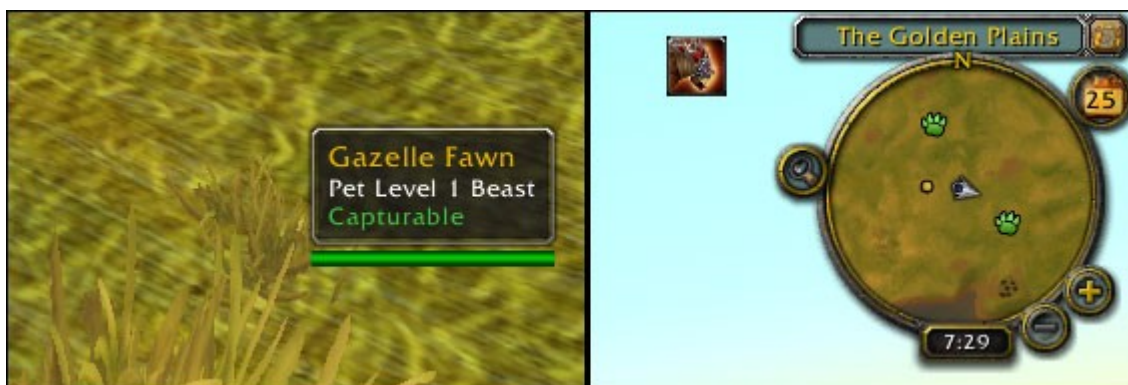 Gazelle Fawn
Pet Level 1 Beast
Capturable
The Golden Plains
N
25
7:29